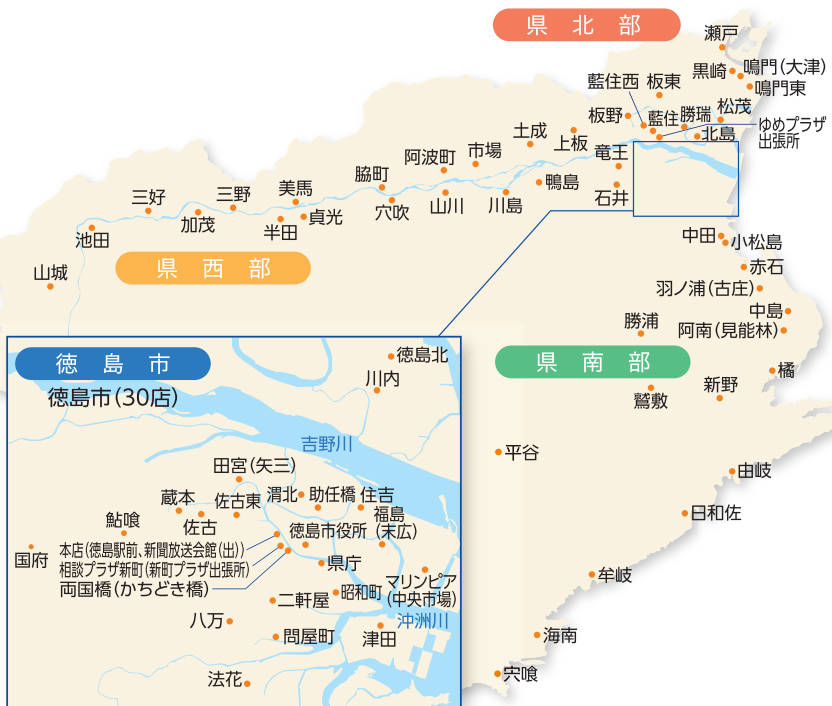 県北部
瀬戸
黒崎
鳴門(大津)
鳴門東
藍住西
板東
板野
藍住
勝瑞
松茂
北島
ゆめプラザ
出張所
土成
上板
竜王
石井
市場
阿波町
鴨島
川島
山川
脇町
穴吹
美馬
貞光
半田
三野
加茂
三好
池田
山城
県西部
中田
小松島
赤石
羽ノ浦(古庄)
中島
勝浦
阿南(見能林)
県南部
橘
新野
鷲敷
平谷
由岐
日和佐
牟岐
海南
宍喰
徳島市
徳島市(30店)
徳島北
川内
吉野川
田宮(矢三)
渭北
助任橋
住吉
蔵本
佐古東
佐古
福島
(末広)
鮎喰
徳島市役所
国府
本店(徳島駅前、新聞放送会館(出))
相談プラザ新町(新町プラザ出張所)
両国橋(かちどき橋)
県庁
マリンピア
(中央市場)
昭和町
二軒屋
沖洲川
八万
問屋町
津田
法花